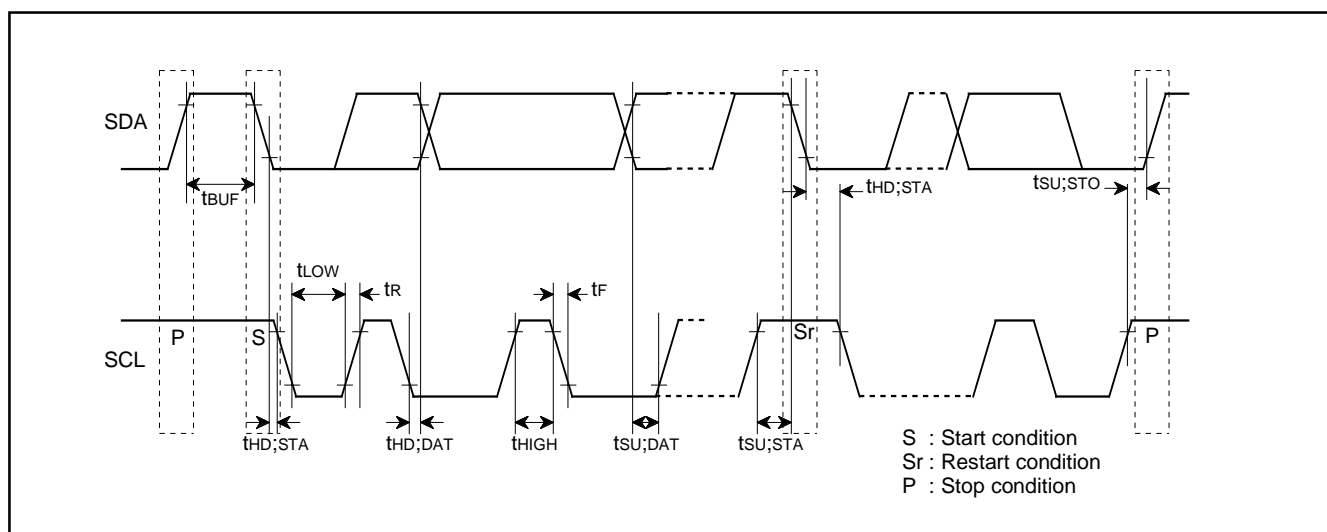 SDA
tBUF
tHD;STA
tSU;STO
tLOW
tR
tF
SCL
P
S
Sr
P
tHD;STA
tHD;DAT
tHIGH
tSU;DAT
tSU;STA
S : Start condition
Sr : Restart condition
P : Stop condition